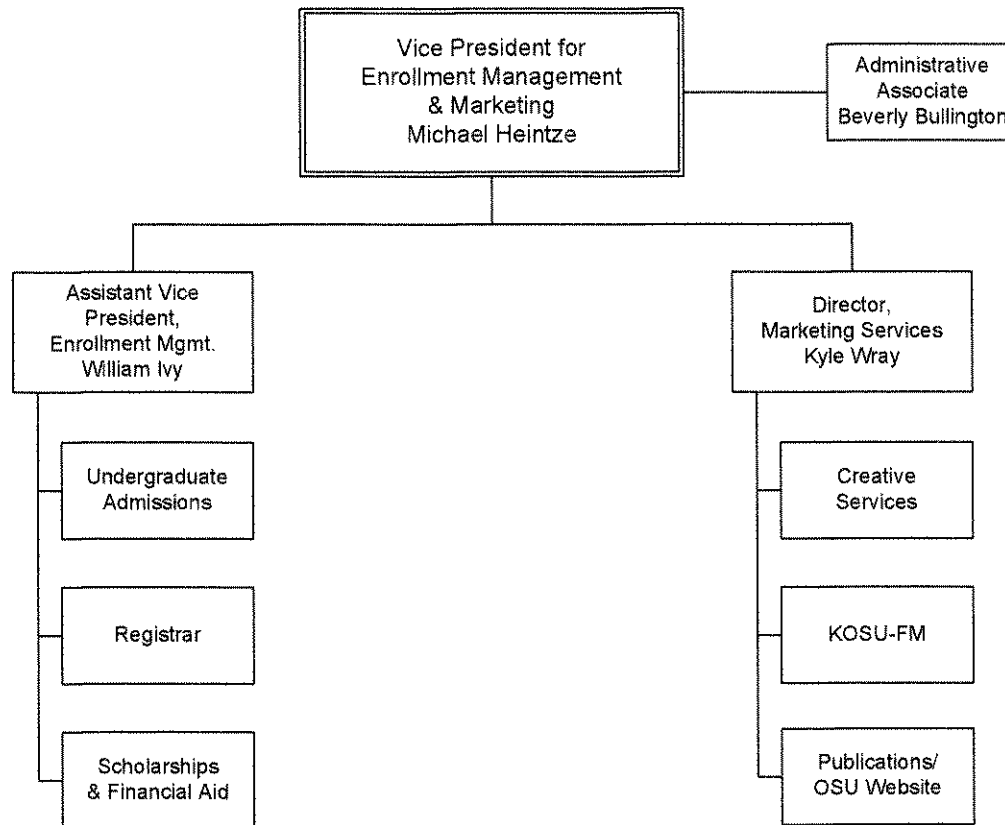 Vice President for
Enrollment Management
& Marketing
Michael Heintze
Administrative
Associate
Beverly Bullington
Assistant Vice
President,
Enrollment Mgmt.
William Ivy
Undergraduate
Admissions
Registrar
Scholarships
& Financial Aid
Director,
Marketing Services
Kyle Wray
Creative
Services
KOSU-FM
Publications/
OSU Website